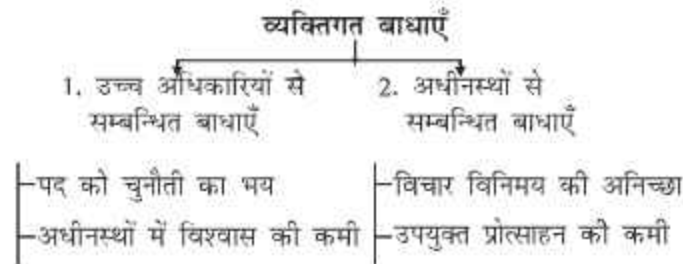 व्यक्तिगत बाधाएँ
1. उच्च अधिकारियों से
सम्बन्धित बाधाएँ
2. अधीनस्थों से
सम्बन्धित बाधाएँ
पद को चुनौती का भय
अधीनस्थों में विश्वास की कमी
विचार विनिमय की अनिच्छा
उपयुक्त प्रोत्साहन की कमी